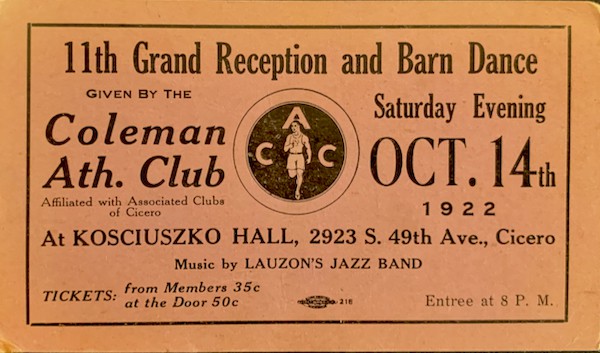 11th Grand Reception and Barn Dance
GIVEN BY THE
Coleman
Ath. Club
Affiliated with Associated Clubs
of Cicero
A
C C
Saturday Evening
OCT. 14th
1922
At KOSCIUSZKO HALL, 2923 S. 49th Ave., Cicero
Music by LAUZON'S JAZZ BAND
TICKETS: from Members 35c
at the Door 50c
216
Entree at 8 P. M.